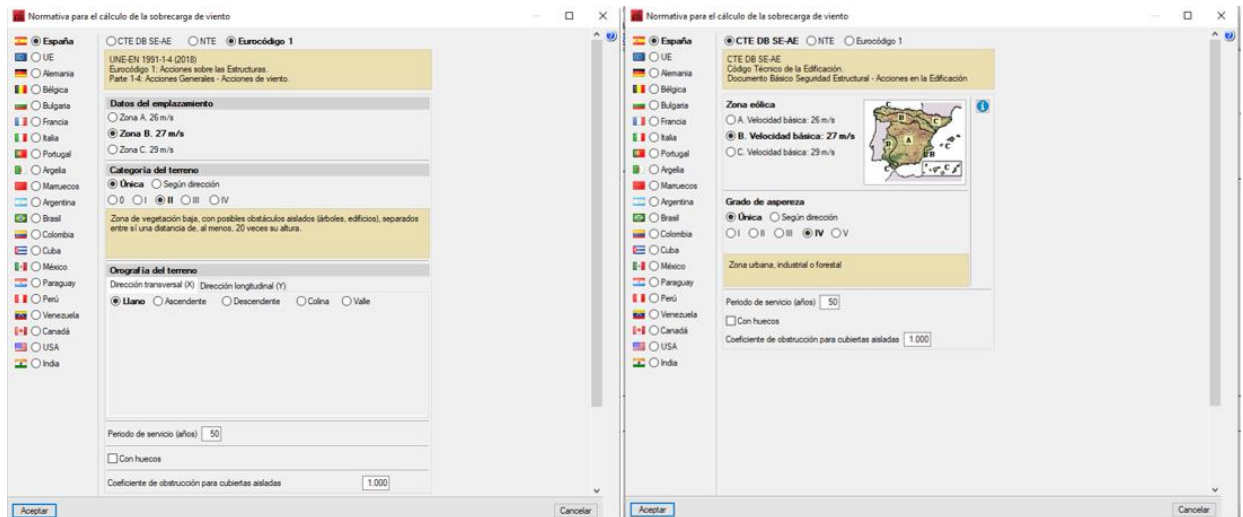 Normativa para el cálculo de la sobrecarga de viento
España
UE
Alemania
Bélgica
Bulgaria
Francia
Italia
Portugal
Argelia
Marruecos
Argentina
Brasil
Colombia
Cuba
México
Paraguay
Perú
Venezuela
Canadá
USA
India
CTE DB SE-AE NTE Eurocódigo 1
UNE-EN 1991-1-4 (2018)
Eurocódigo 1: Acciones sobre las Estructuras.
Parte 1-4: Acciones Generales - Acciones de viento.
Datos del emplazamiento
Zona A. 26 m/s
Zona B. 27 m/s
Zona C. 29 m/s
Categoría del terreno
Única Según dirección
0 I II III IV
Zona de vegetación baja, con posibles obstáculos aislados (árboles, edificios), separados
entre sí una distancia de, al menos, 20 veces su altura.
Orografía del terreno
Dirección transversal (X) Dirección longitudinal (Y)
Llano Ascendente Descendente Colina Valle
Periodo de servicio (años) 50
Con huecos
Coeficiente de obstrucción para cubiertas aisladas 1.000
Aceptar Cancelar
Normativa para el cálculo de la sobrecarga de viento
España
UE
Alemania
Bélgica
Bulgaria
Francia
Italia
Portugal
Argelia
Marruecos
Argentina
Brasil
Colombia
Cuba
México
Paraguay
Perú
Venezuela
Canadá
USA
India
CTE DB SE-AE NTE Eurocódigo 1
CTE DB SE-AE
Código Técnico de la Edificación.
Documento Básico Seguridad Estructural - Acciones en la Edificación
Zona eólica
A. Velocidad básica: 26 m/s
B. Velocidad básica: 27 m/s
C. Velocidad básica: 29 m/s
C
B C
B A C
B
C C
Grado de aspereza
Única Según dirección
I II III IV V
Zona urbana, industrial o forestal
Periodo de servicio (años) 50
Con huecos
Coeficiente de obstrucción para cubiertas aisladas 1.000
Aceptar Cancelar